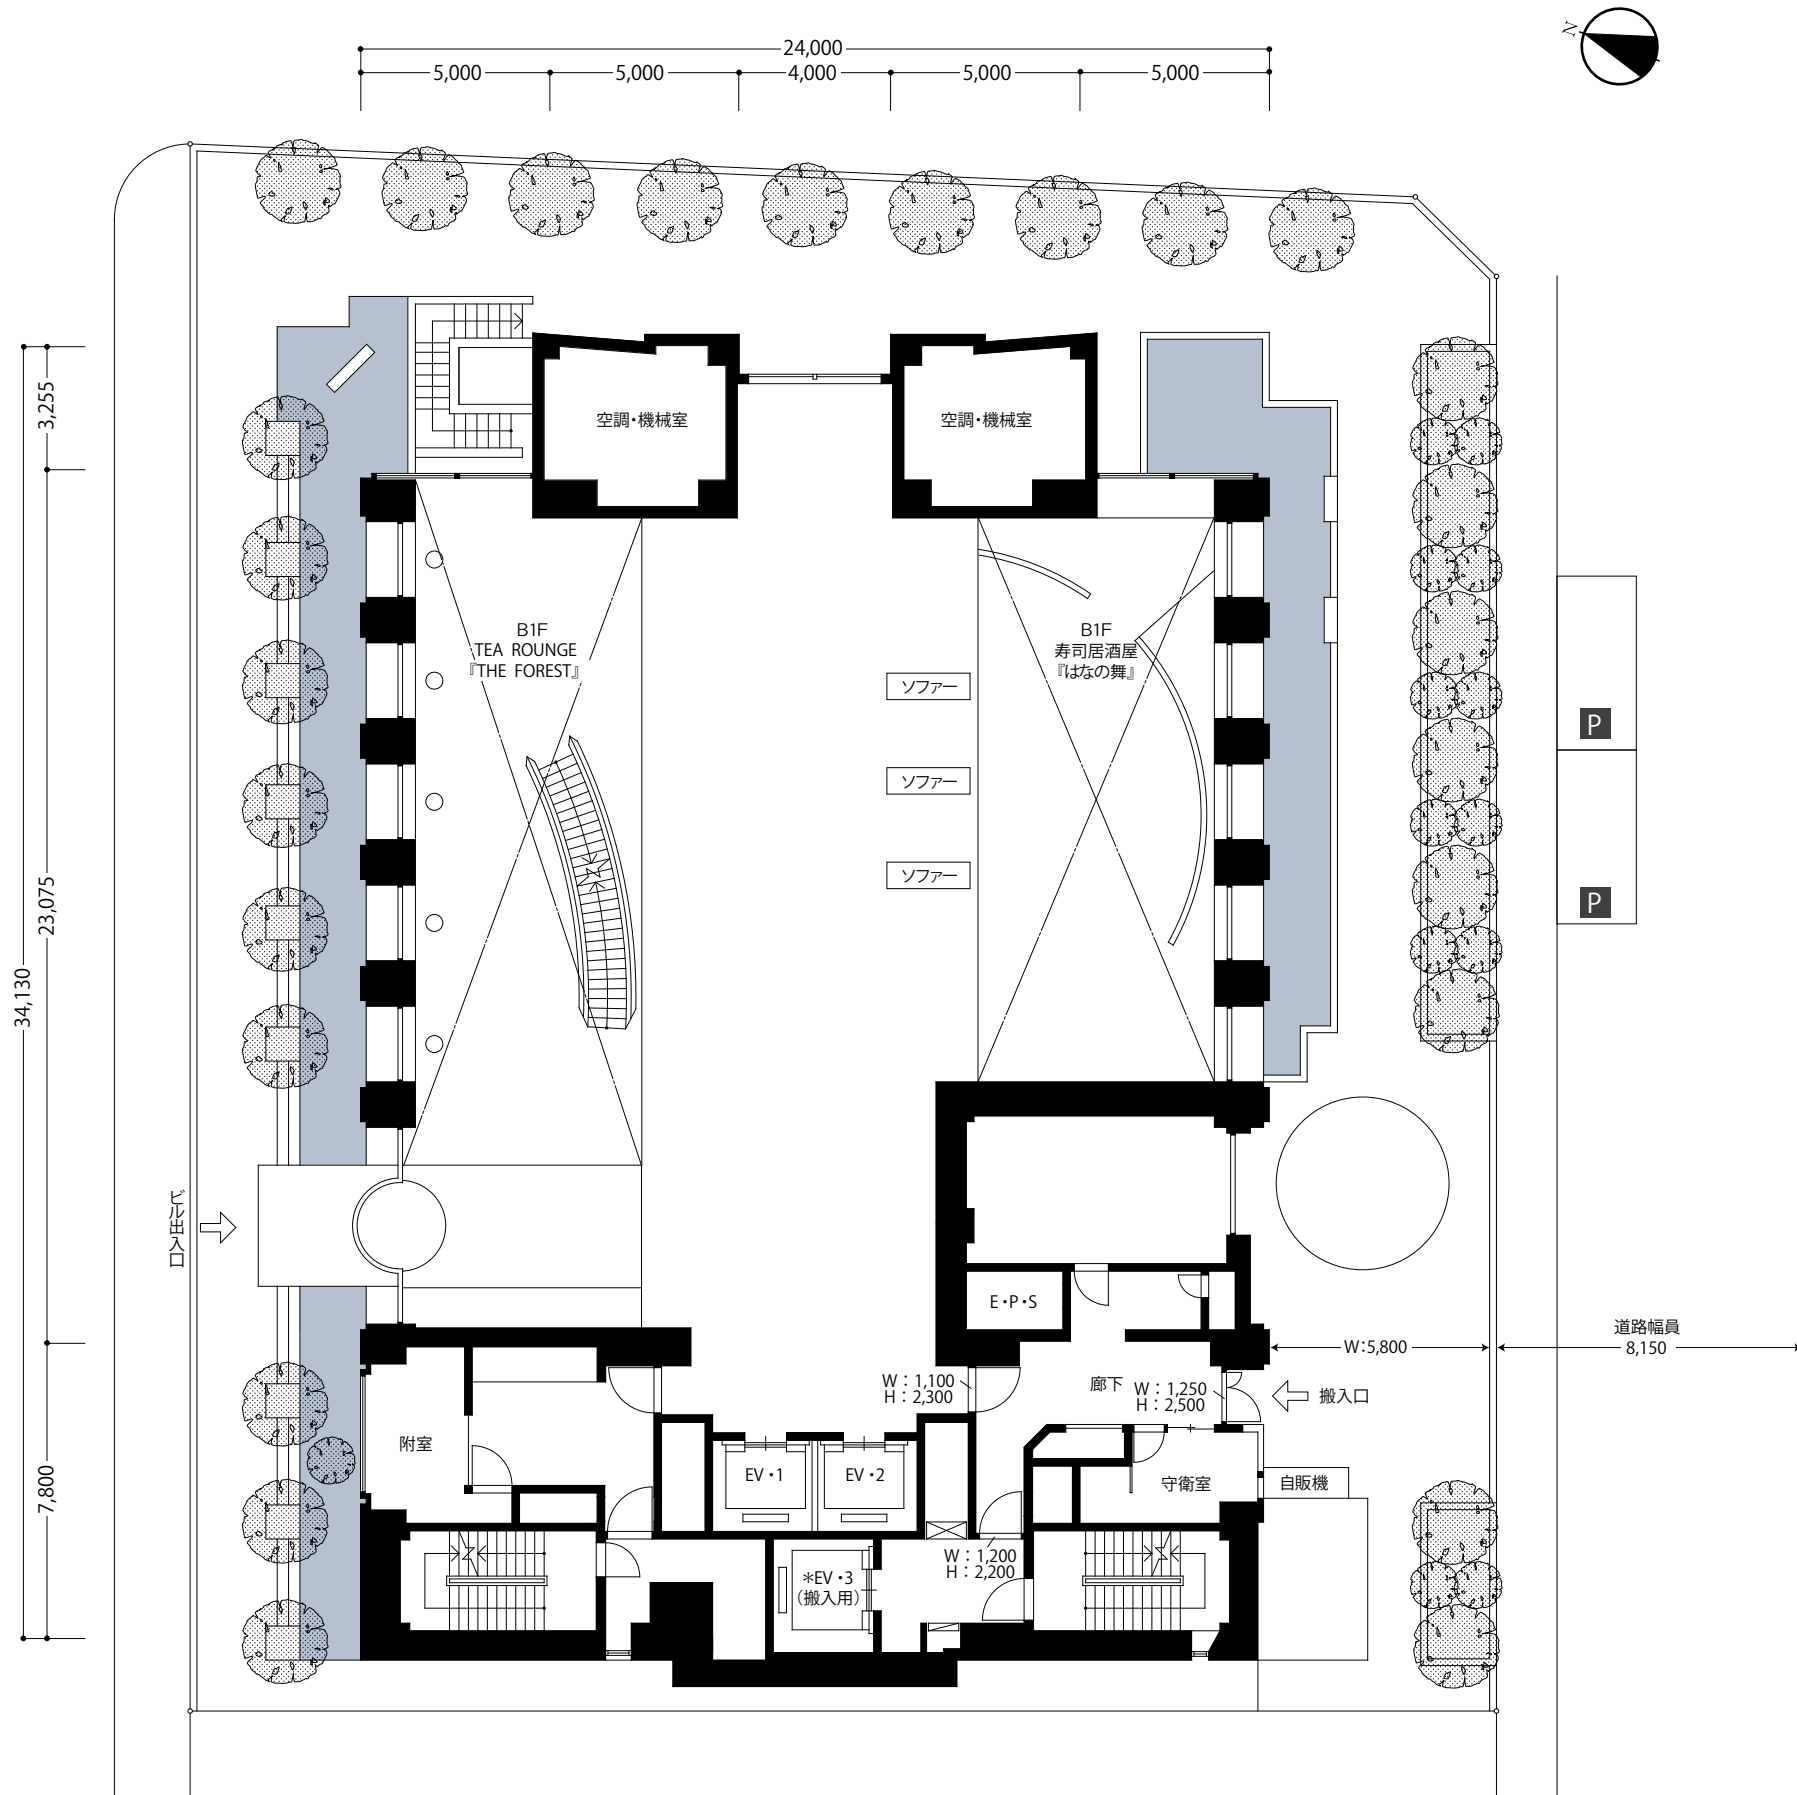 N
24,000
5,000
5,000
4,000
5,000
5,000
3,255
23,075
34,130
7,800
空調・機械室
空調・機械室
B1F
TEA ROUNGE
『THE FOREST』
B1F
寿司居酒屋
『はなの舞』
ソファー
ソファー
ソファー
P
P
ビル出入口
E・P・S
W:5,800
道路幅員
8,150
W：1,100
H：2,300
廊下
W：1,250
H：2,500
搬入口
附室
EV・1
EV・2
守衛室
自販機
W：1,200
H：2,200
＊EV・3
（搬入用）